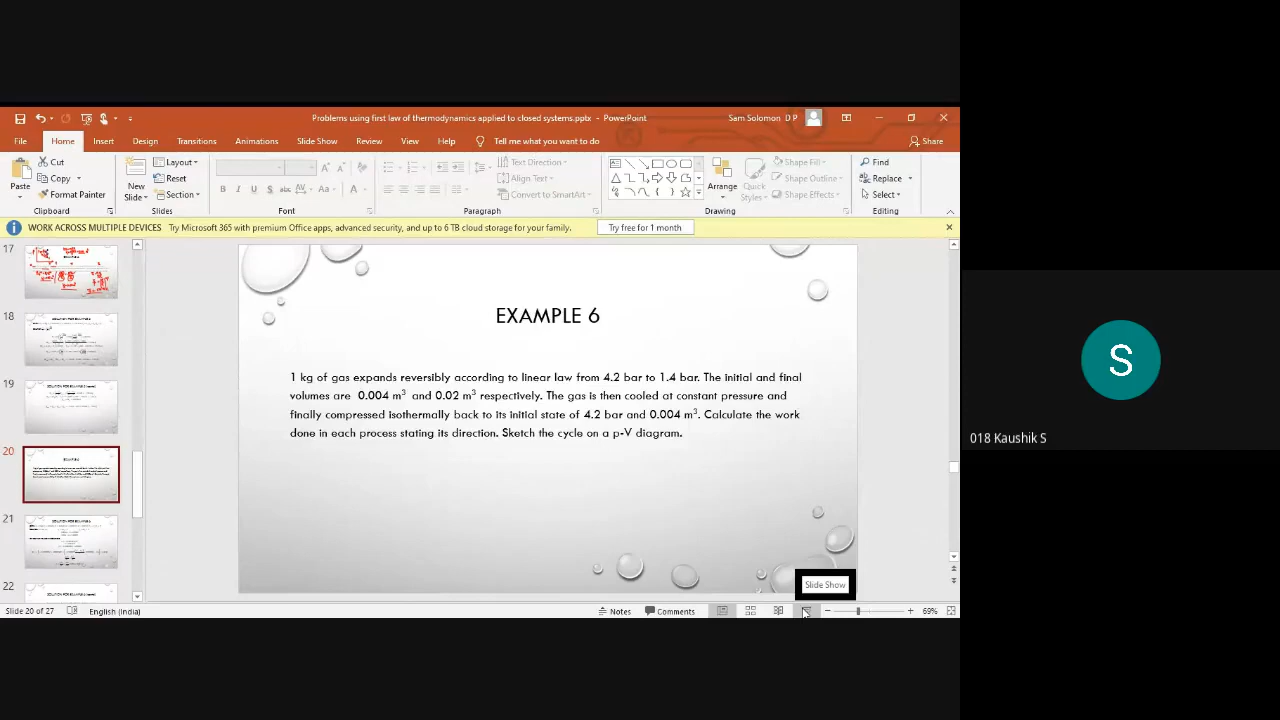 Problems using first law of thermodynamics applied to closed systems.pptx - PowerPoint
Sam Solomon D P
File Home Insert Design Transitions Animations Slide Show Review View Help Tell me what you want to do Share
Paste
Cut
Copy
Format Painter
Clipboard
New Slide
Layout
Reset
Section
Slides
Font
Text Direction
Align Text
Convert to SmartArt
Paragraph
Arrange
Quick Styles
Shape Fill
Shape Outline
Shape Effects
Drawing
Find
Replace
Select
Editing
WORK ACROSS MULTIPLE DEVICES Try Microsoft 365 with premium Office apps, advanced security, and up to 6 TB cloud storage for your family. Try free for 1 month
17
18
19
20
21
22
EXAMPLE 6
1 kg of gas expands reversibly according to linear law from 4.2 bar to 1.4 bar. The initial and final
volumes are 0.004 m³ and 0.02 m³ respectively. The gas is then cooled at constant pressure and
finally compressed isothermally back to its initial state of 4.2 bar and 0.004 m³. Calculate the work
done in each process stating its direction. Sketch the cycle on a p-V diagram.
Slide Show
Slide 20 of 27 English (India) Notes Comments 69%
S
018 Kaushik S